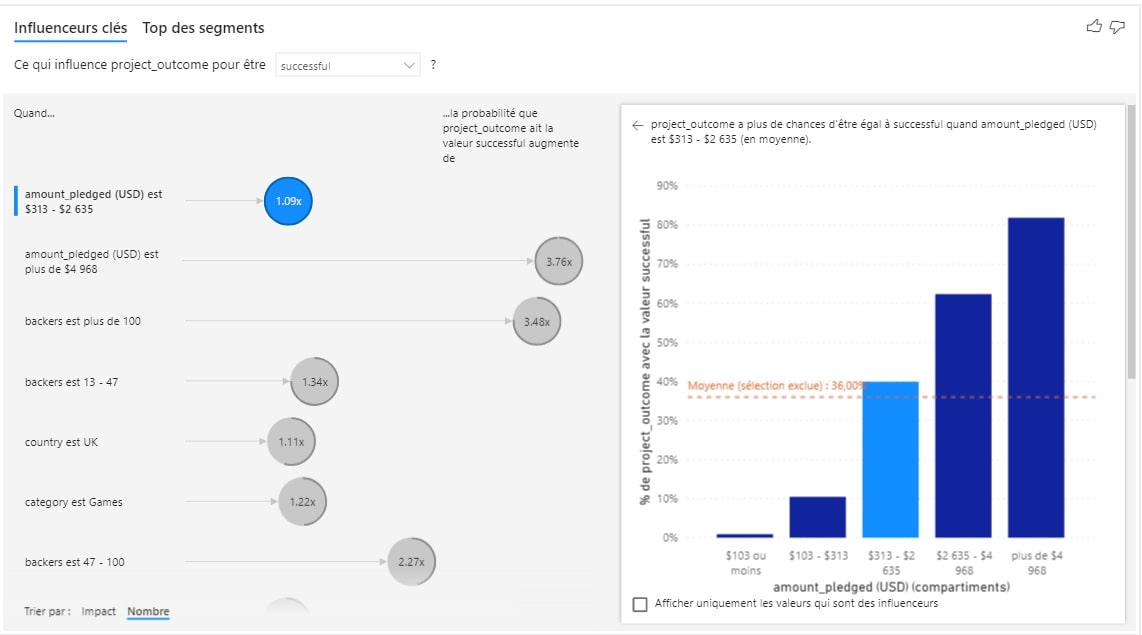 Influenceurs clés Top des segments
Ce qui influence project_outcome pour être successful ?
Quand...
...la probabilité que
project_outcome ait la
valeur successful augmente
de
amount_pledged (USD) est
$313 - $2 635
1.09x
amount_pledged (USD) est
plus de $4 968
3.76x
backers est plus de 100
3.48x
backers est 13 - 47
1.34x
country est UK
1.11x
category est Games
1.22x
backers est 47 - 100
2.27x
Trier par : Impact Nombre
project_outcome a plus de chances d'être égal à successful quand amount_pledged (USD)
est $313 - $2 635 (en moyenne).
% de project_outcome avec la valeur successful
90%
80%
70%
60%
50%
40%
30%
20%
10%
0%
Moyenne (sélection exclue) : 36,00%
$103 ou
moins
$103 - $313
$313 - $2
635
$2 635 - $4
968
plus de $4
968
amount_pledged (USD) (compartiments)
Afficher uniquement les valeurs qui sont des influenceurs